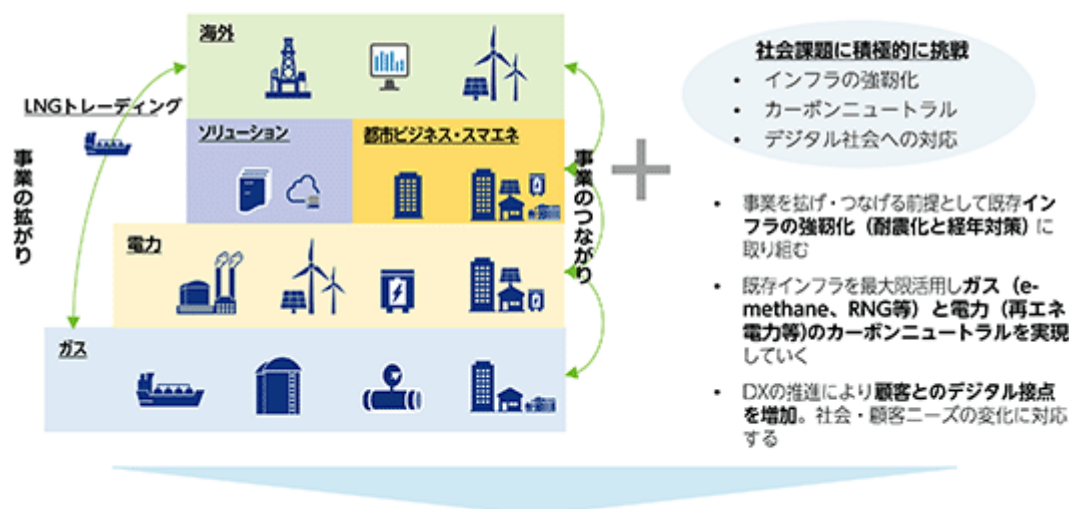 海外
LNGトレーディング
事業の拡がり
ソリューション
都市ビジネス・スマエネ
事業のつながり
電力
ガス
社会課題に積極的に挑戦
• インフラの強靭化
• カーボンニュートラル
• デジタル社会への対応
• 事業を拡げ・つなげる前提として既存イン
フラの強靭化（耐震化と経年対策）に
取り組む
• 既存インフラを最大限活用しガス（e-
methane、RNG等）と電力（再エネ
電力等)のカーボンニュートラルを実現
していく
• DXの推進により顧客とのデジタル接点
を増加。社会・顧客ニーズの変化に対応
する